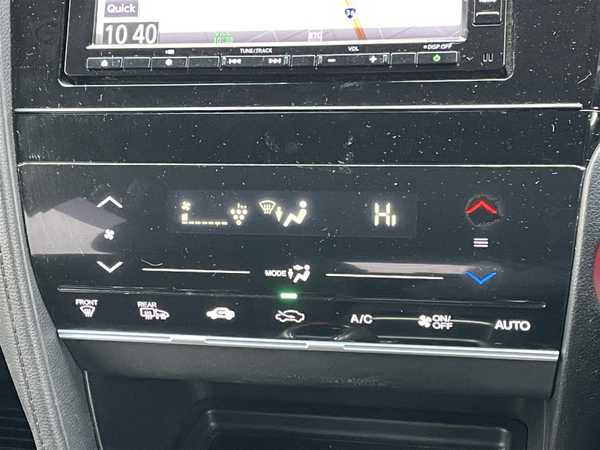 Quick
10 40
TUNE/TRACK
VOL
DISP OFF
Hi
MODE
FRONT
REAR
A/C
ON/
OFF
AUTO